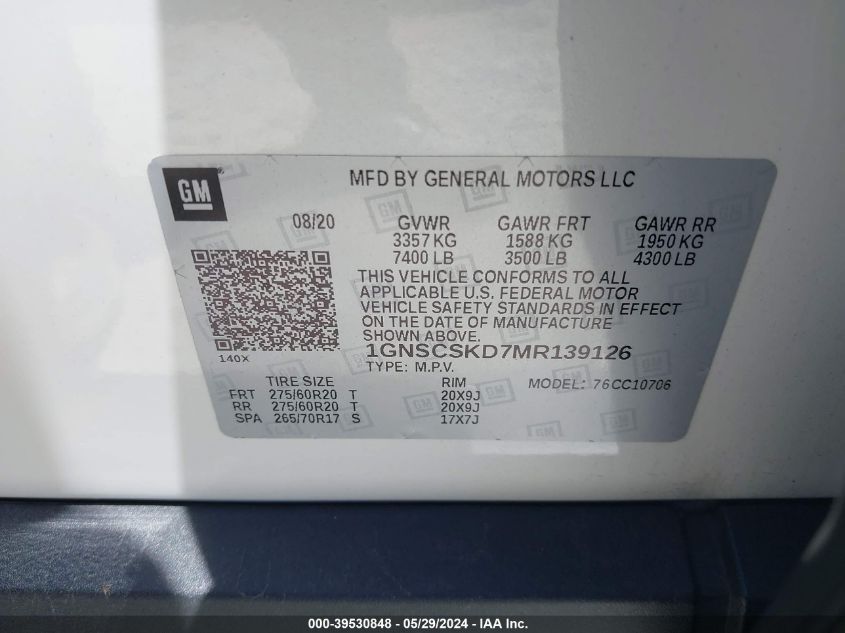 GM
MFD BY GENERAL MOTORS LLC
08/20 GVWR GAWR FRT GAWR RR
3357 KG 1588 KG 1950 KG
7400 LB 3500 LB 4300 LB
THIS VEHICLE CONFORMS TO ALL
APPLICABLE U.S. FEDERAL MOTOR
VEHICLE SAFETY STANDARDS IN EFFECT
ON THE DATE OF MANUFACTURE
SHOWN ABOVE.
140X 1GNSCSKD7MR139126
TYPE: M.P.V.
TIRE SIZE RIM MODEL: 76CC10706
FRT 275/60R20 T 20X9J
RR 275/60R20 T 20X9J
SPA 265/70R17 S 17X7J
000-39530848 - 05/29/2024 - IAA Inc.